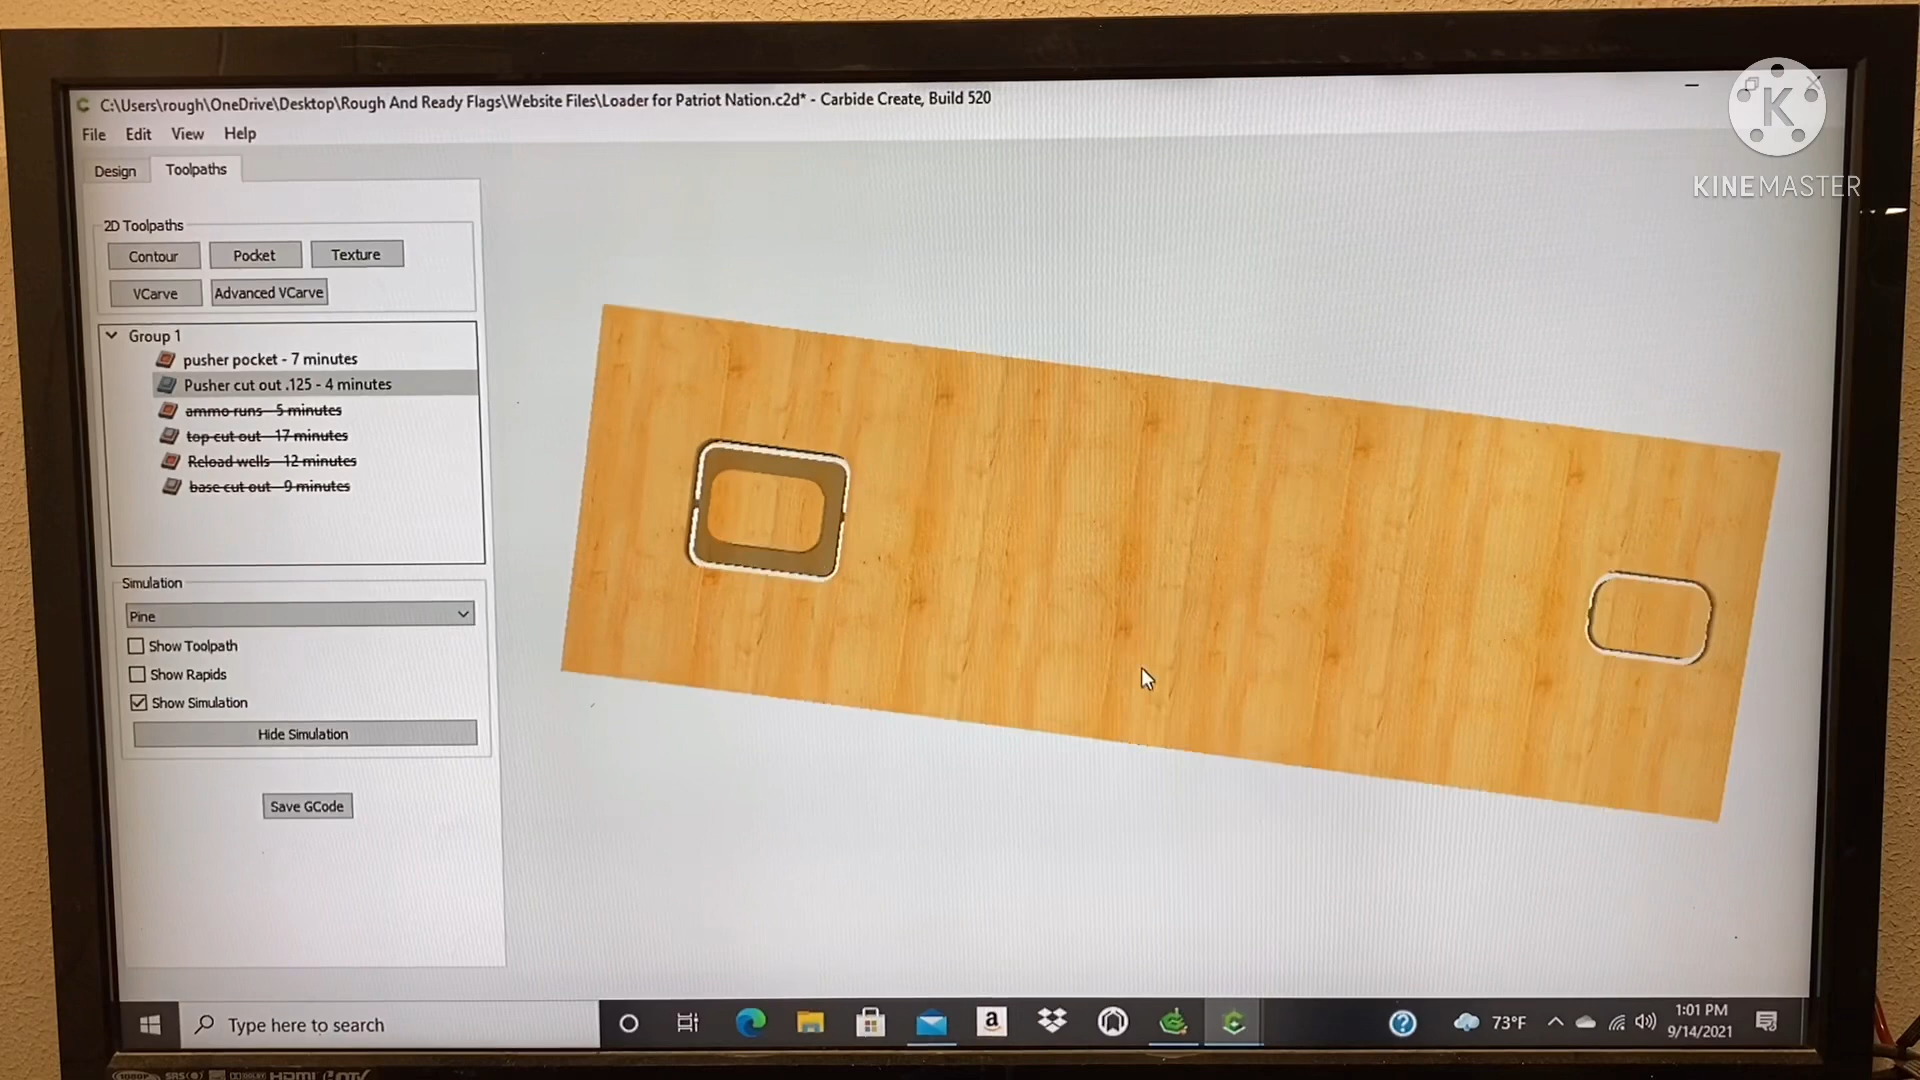 C:\Users\rough\OneDrive\Desktop\Rough And Ready Flags\Website Files\Loader for Patriot Nation.c2d* - Carbide Create, Build 520
File Edit View Help
K
KINEMASTER
Design Toolpaths
2D Toolpaths
Contour Pocket Texture
VCarve Advanced VCarve
Group 1
pusher pocket - 7 minutes
Pusher cut out .125 - 4 minutes
ammo runs - 5 minutes
top cut out - 17 minutes
Reload wells - 12 minutes
base cut out - 9 minutes
Simulation
Pine
Show Toolpath
Show Rapids
Show Simulation
Hide Simulation
Save GCode
Type here to search
a
?
73°F
1:01 PM
9/14/2021
1080P SRS HDMI